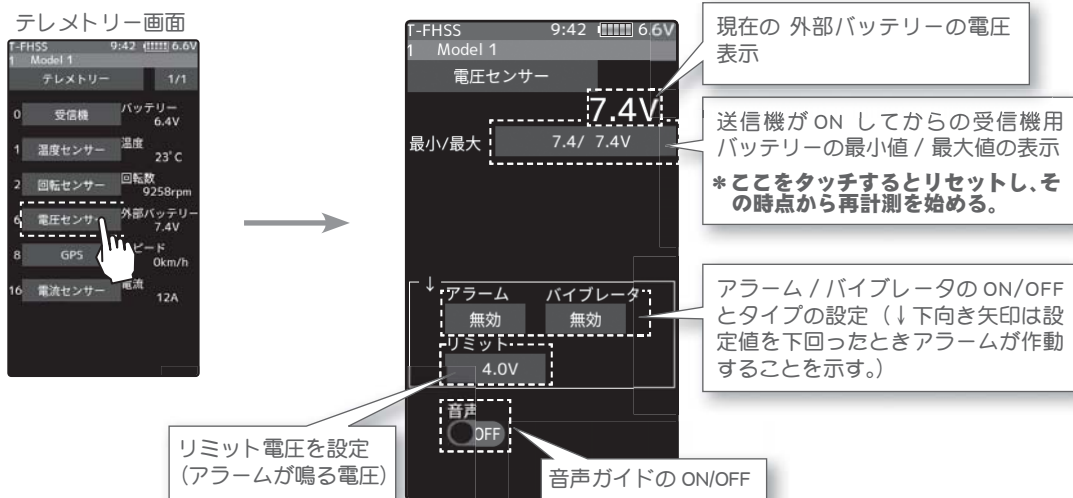 テレメトリー画面
T-FHSS 9:42 6.6V
1 Model 1
テレメトリー 1/1
0 受信機 バッテリー 6.4V
1 温度センサー 温度 23°C
2 回転センサー 回転数 9258rpm
6 電圧センサ 外部バッテリー 7.4V
8 GPS ピード 0km/h
16 電流センサー 電流 12A
T-FHSS 9:42 6.6V
1 Model 1
電圧センサー
7.4V
最小/最大 7.4/ 7.4V
↓
アラーム バイブレータ
無効 無効
リミット
4.0V
音声
OFF
現在の 外部バッテリーの電圧
表示
送信機が ON してからの受信機用
バッテリーの最小値 / 最大値の表示
＊ここをタッチするとリセットし、そ
の時点から再計測を始める。
アラーム / バイブレータの ON/OFF
とタイプの設定（↓下向き矢印は設
定値を下回ったときアラームが作動
することを示す。）
リミット電圧を設定
（アラームが鳴る電圧）
音声ガイドの ON/OFF